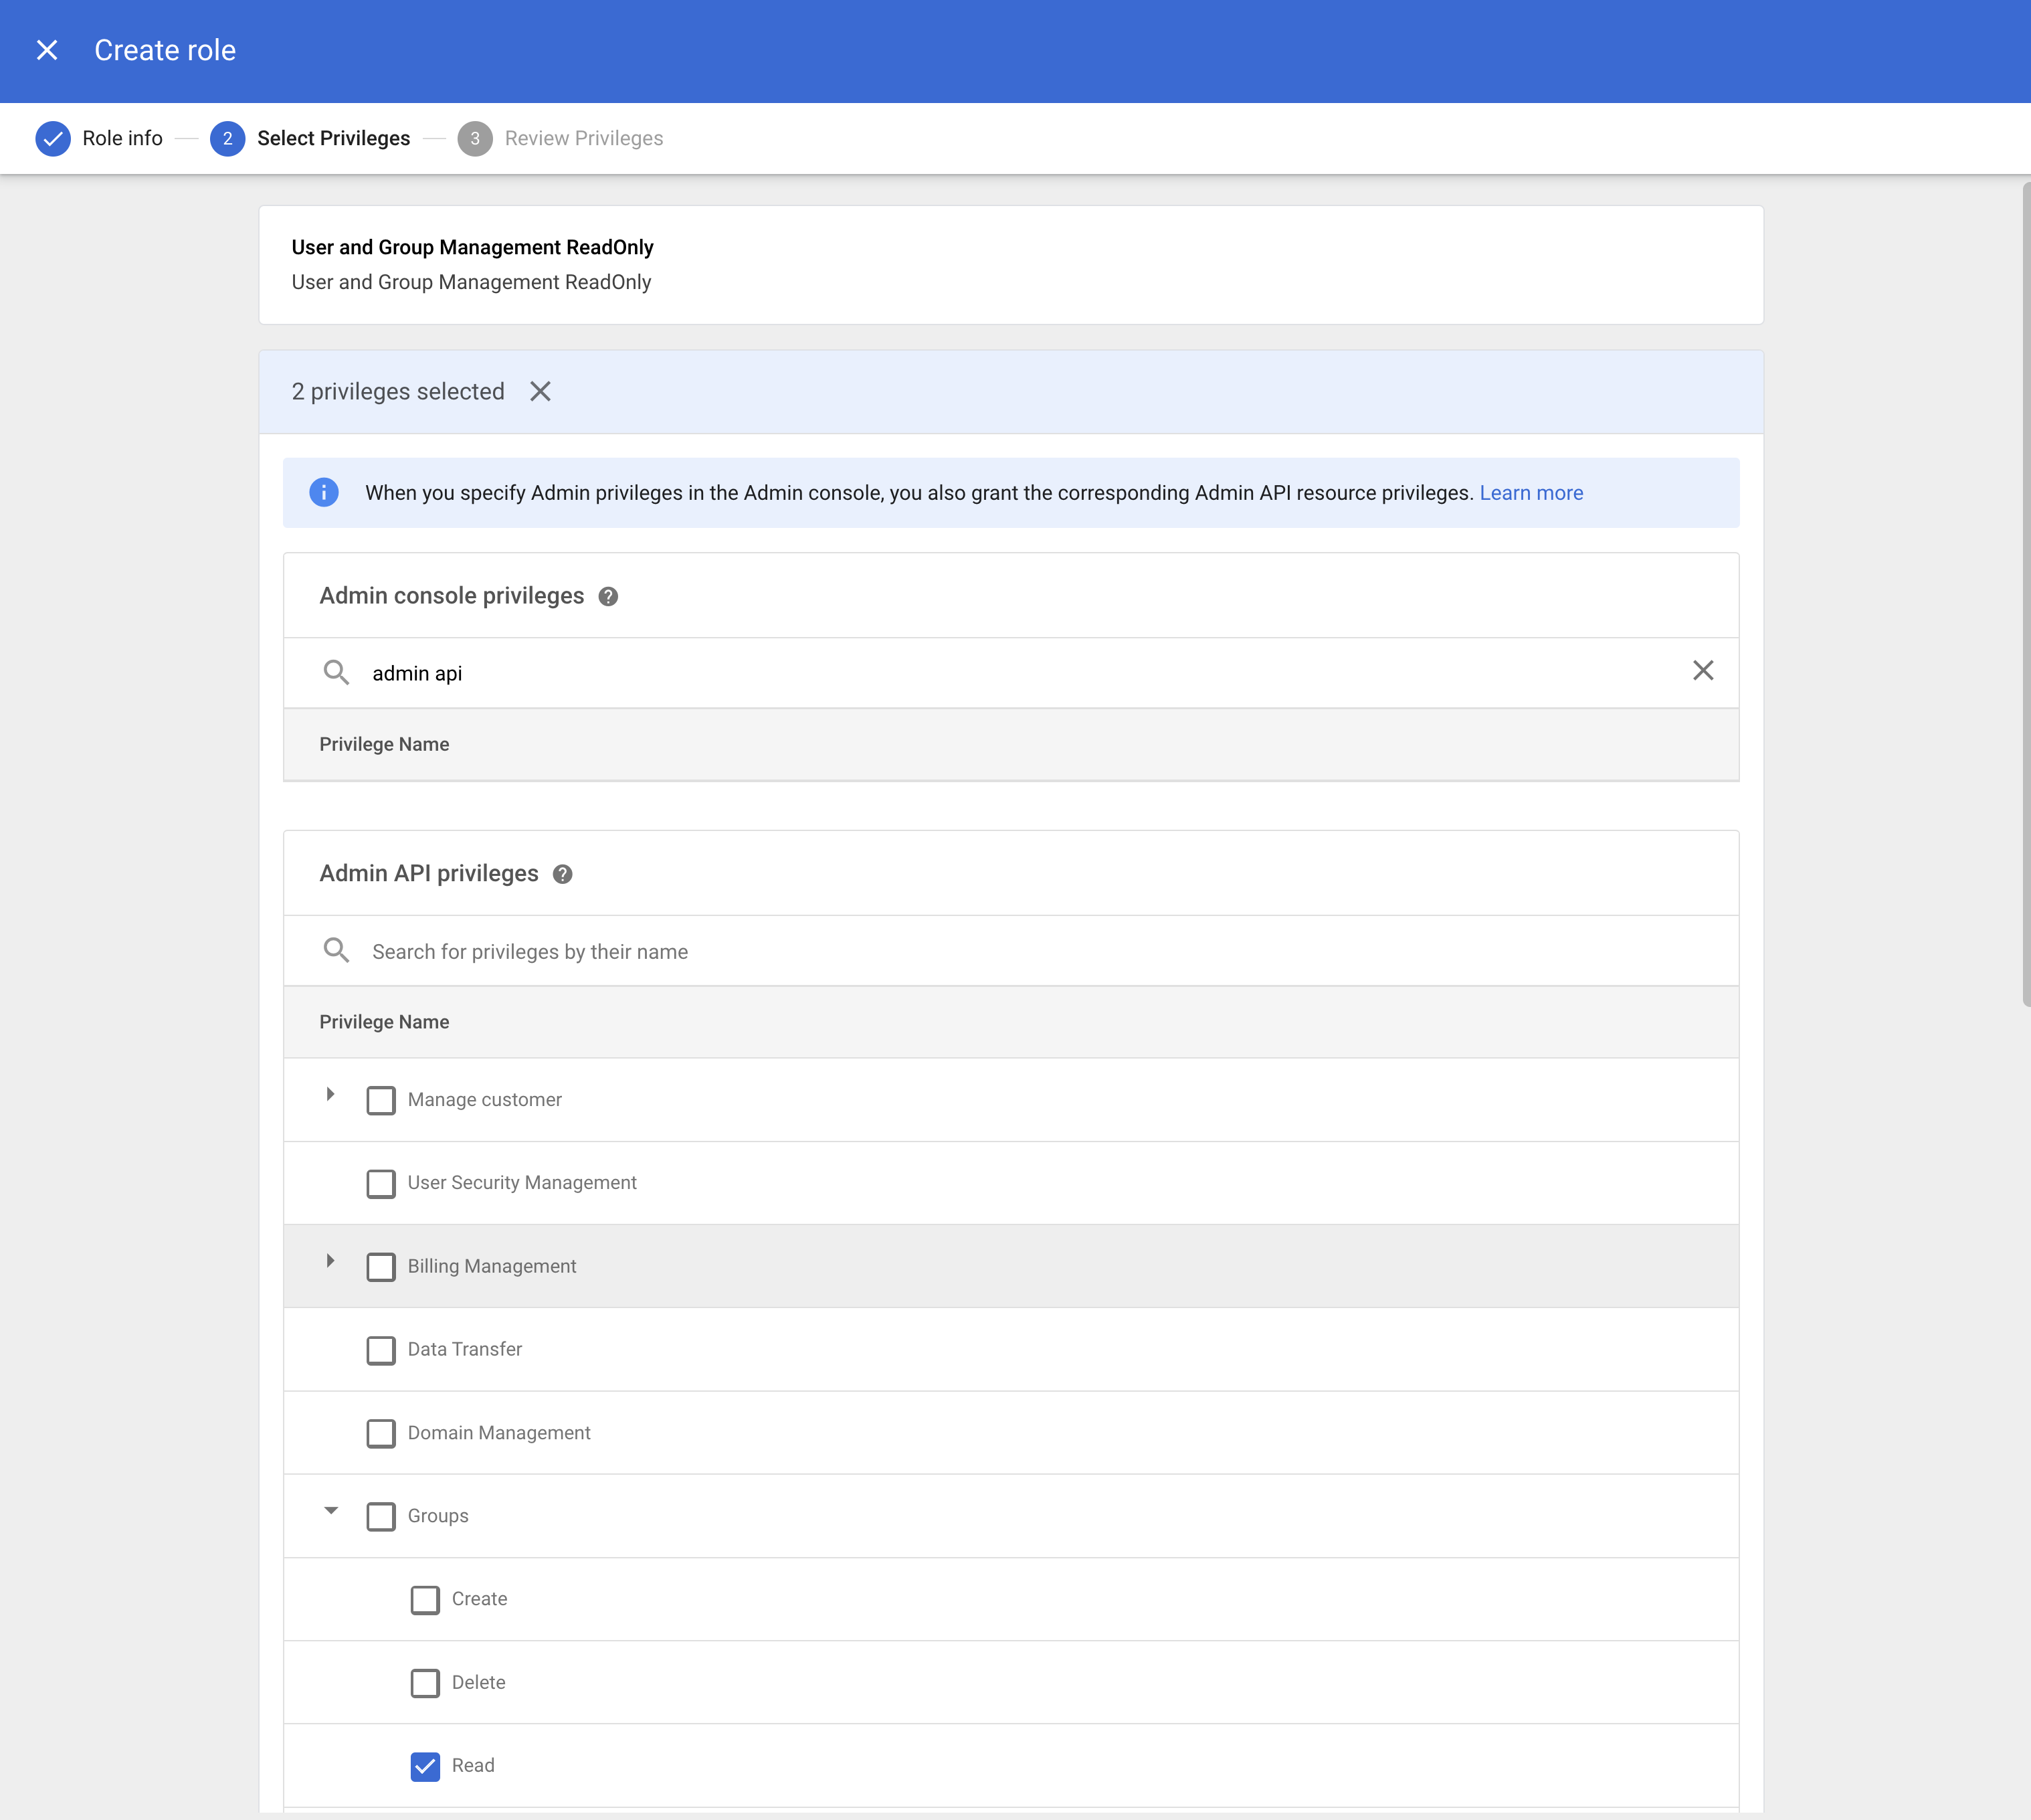 Create role
Role info
2 Select Privileges
3 Review Privileges
User and Group Management ReadOnly
User and Group Management ReadOnly
2 privileges selected
When you specify Admin privileges in the Admin console, you also grant the corresponding Admin API resource privileges. Learn more
Admin console privileges
admin api
Privilege Name
Admin API privileges
Search for privileges by their name
Privilege Name
Manage customer
User Security Management
Billing Management
Data Transfer
Domain Management
Groups
Create
Delete
Read